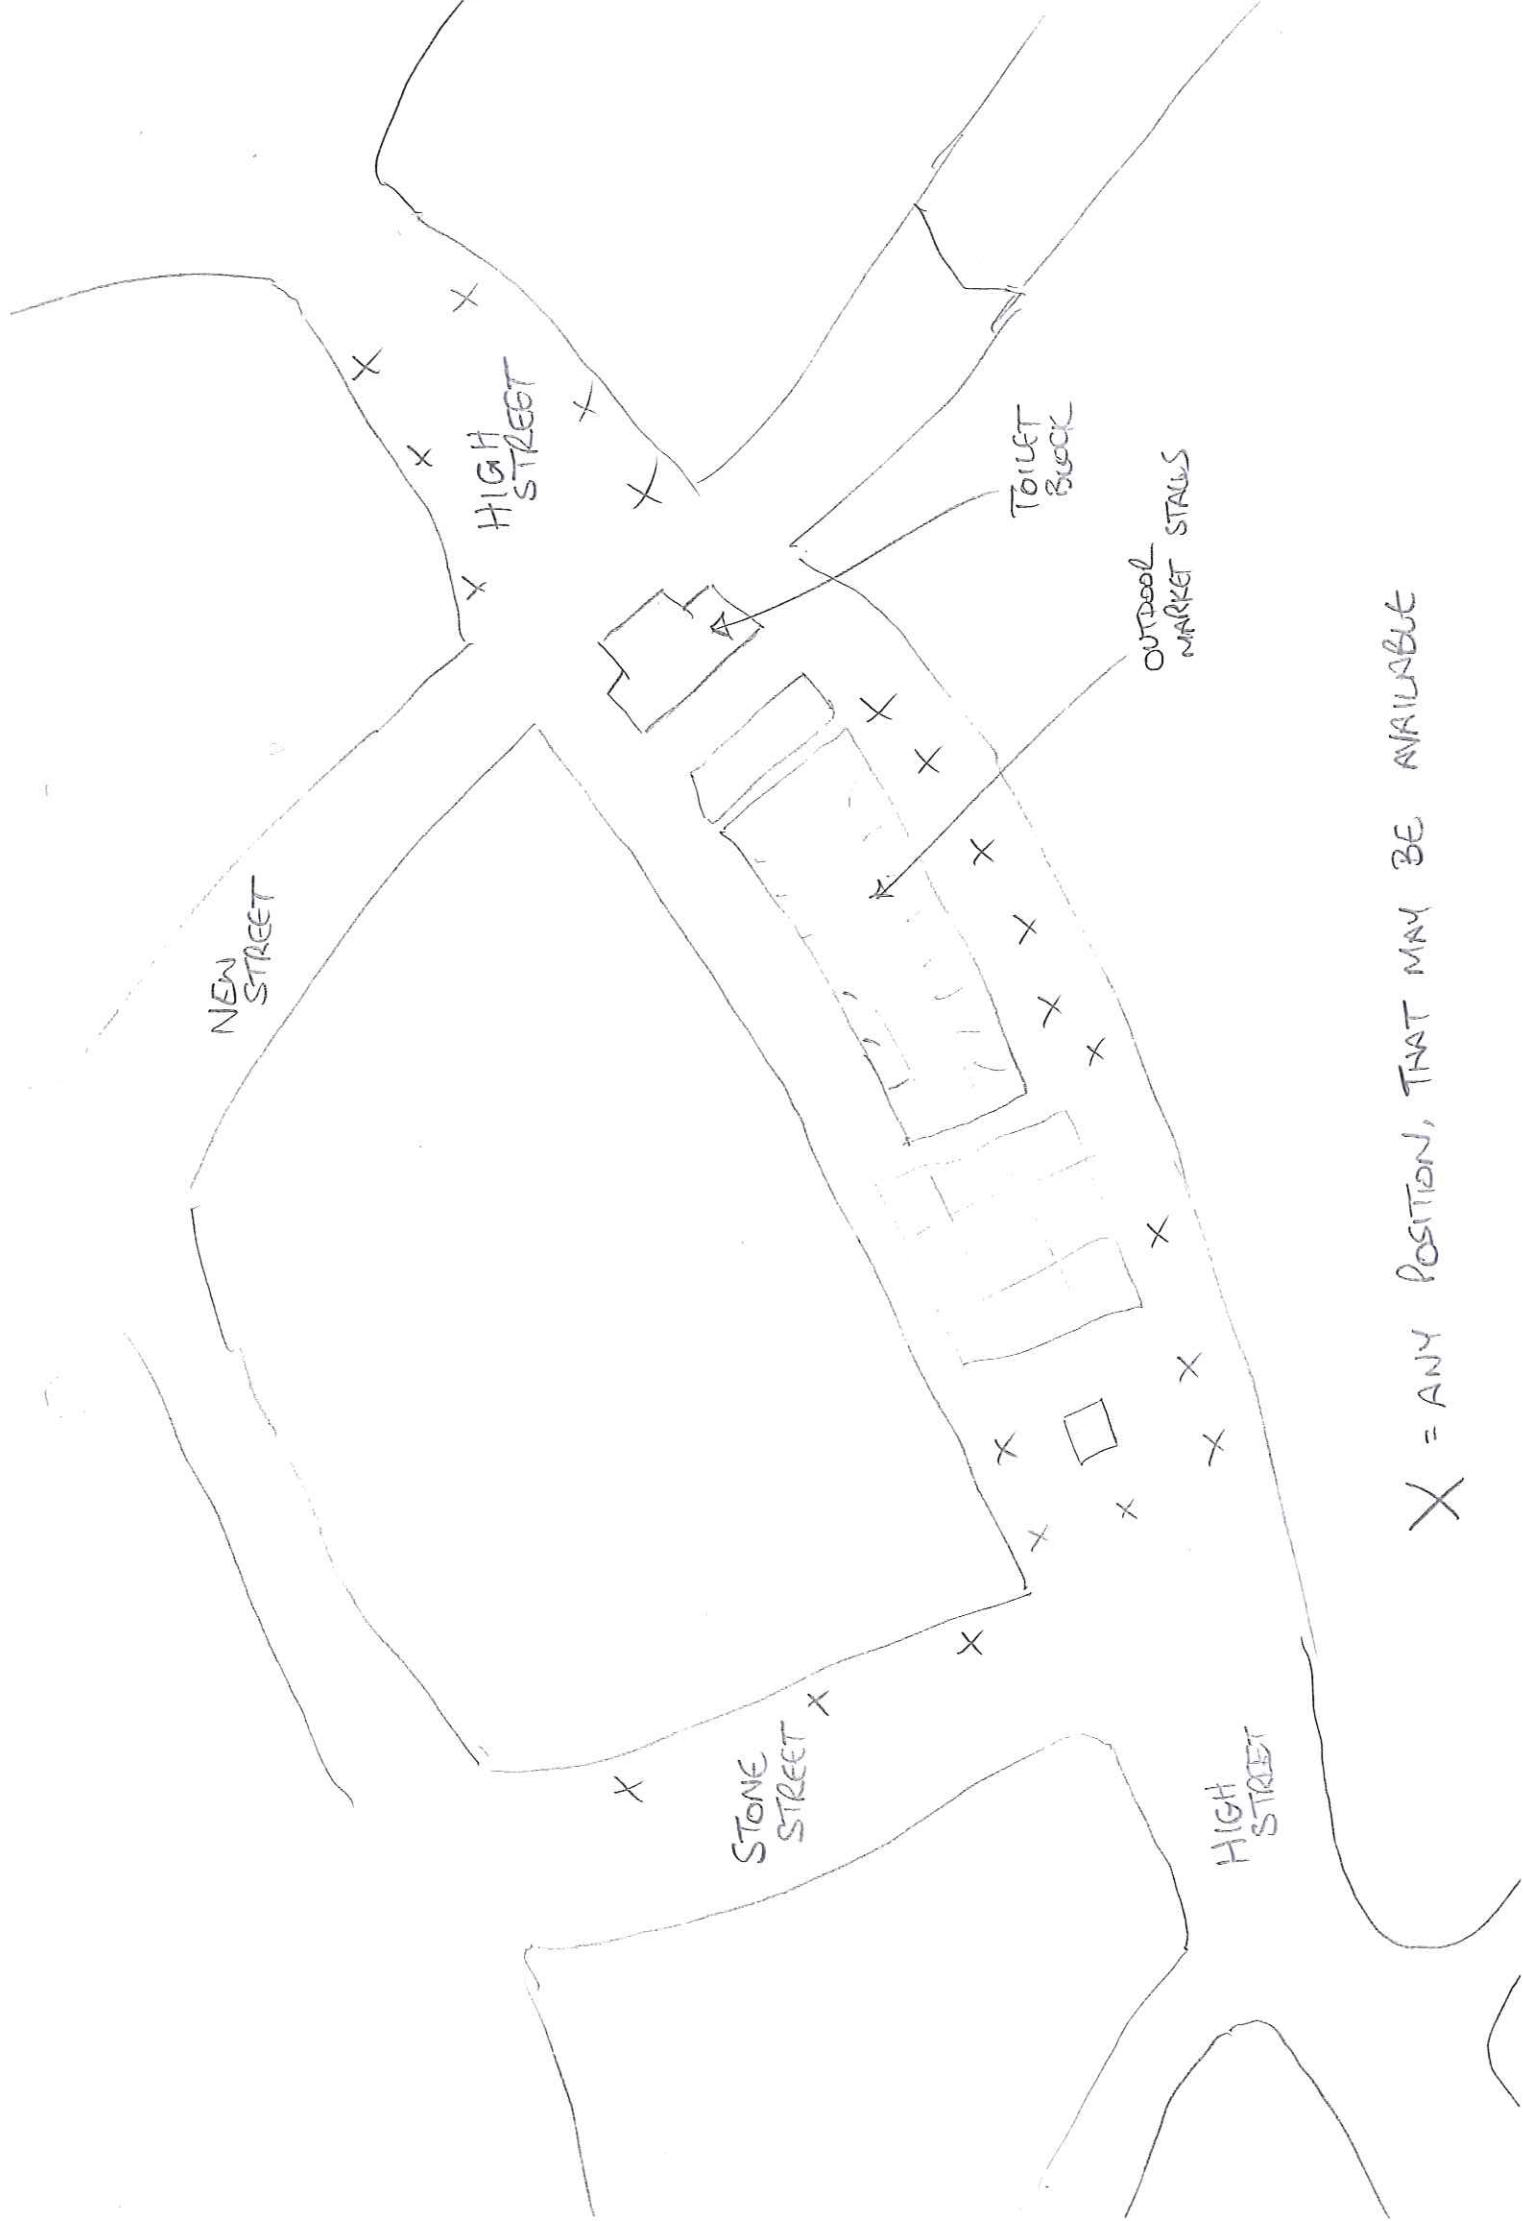 NEW
STREET
HIGH
STREET
STONE
STREET
TOILET
BLOCK
OUTDOOR
MARKET STALLS
HIGH
STREET
X = ANY POSITION, THAT MAY BE AVAILABLE